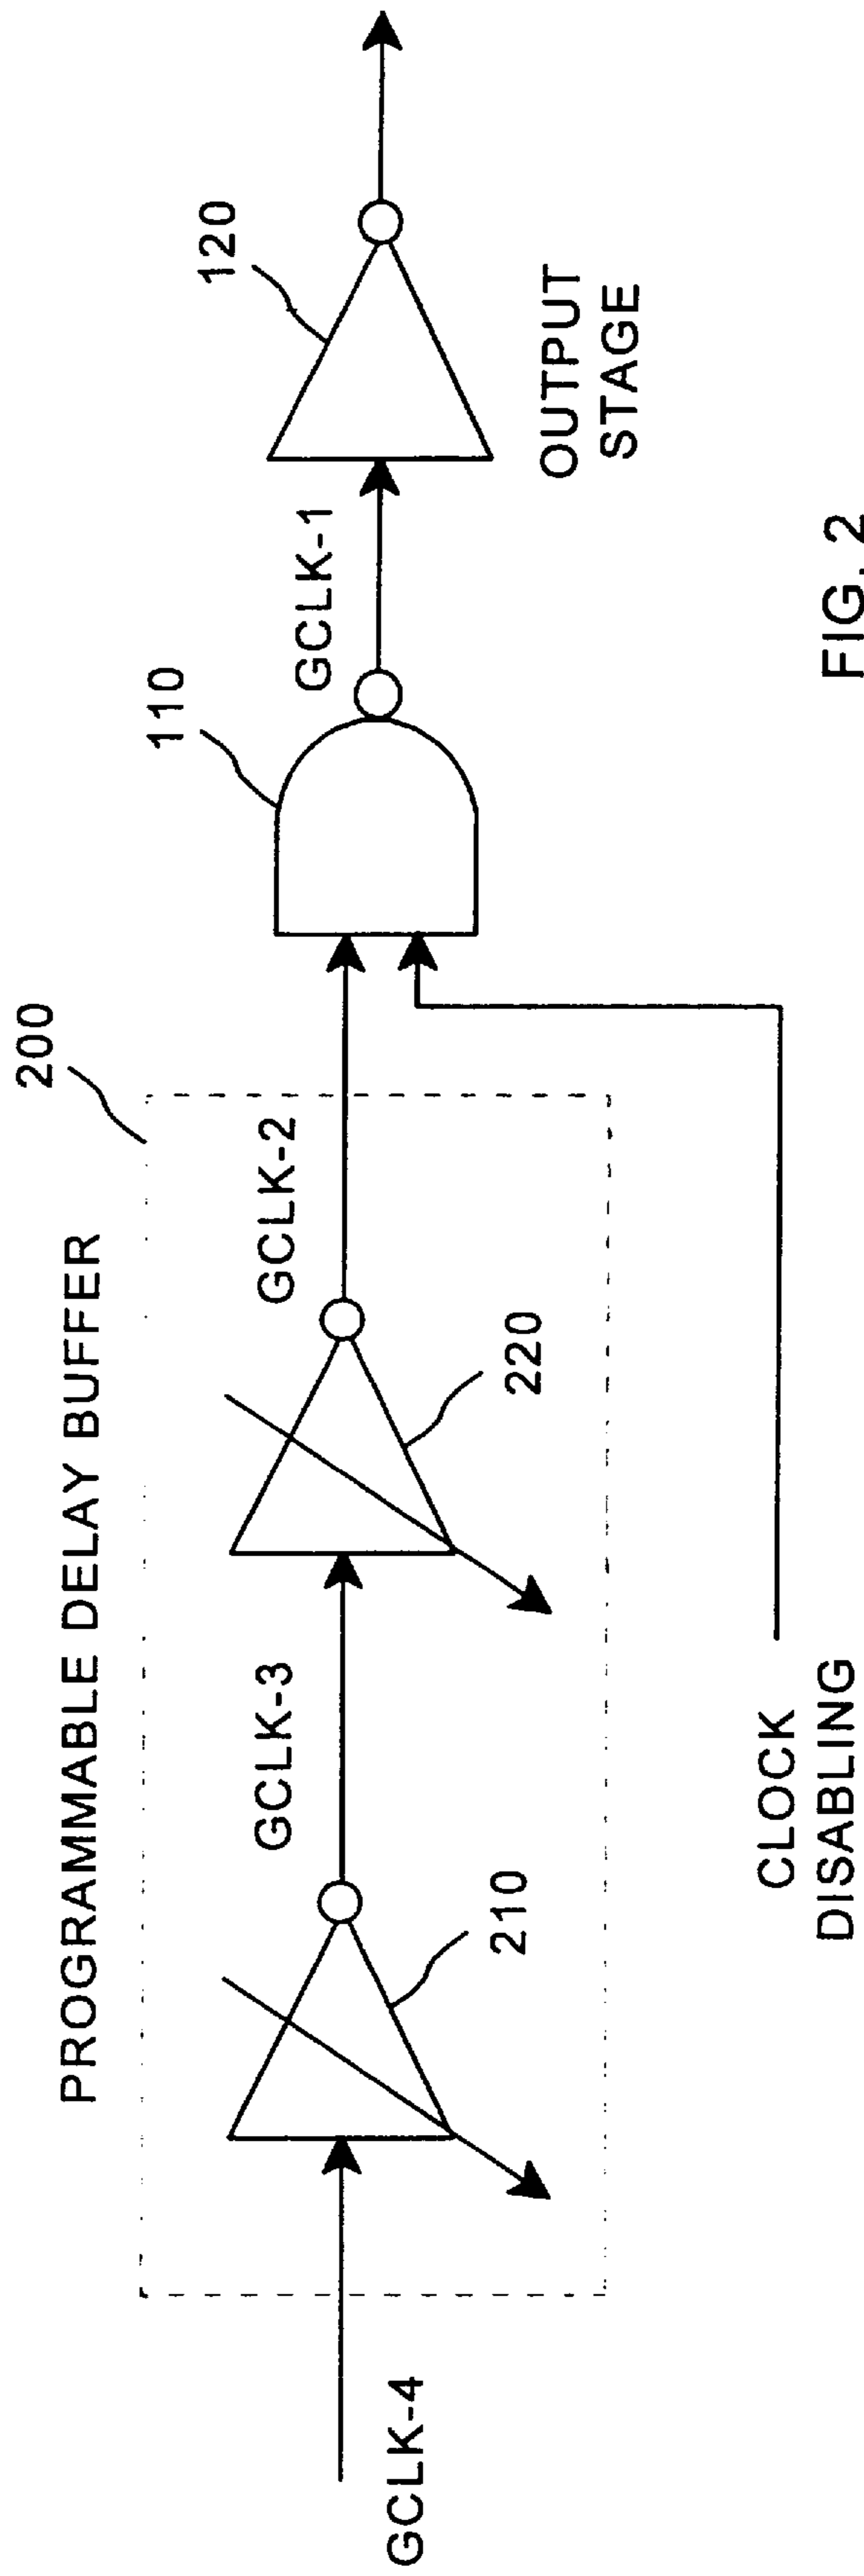 PROGRAMMABLE DELAY BUFFER
200
110
120
GCLK-4
GCLK-3
GCLK-2
GCLK-1
210
220
OUTPUT
STAGE
CLOCK
DISABLING
FIG. 2